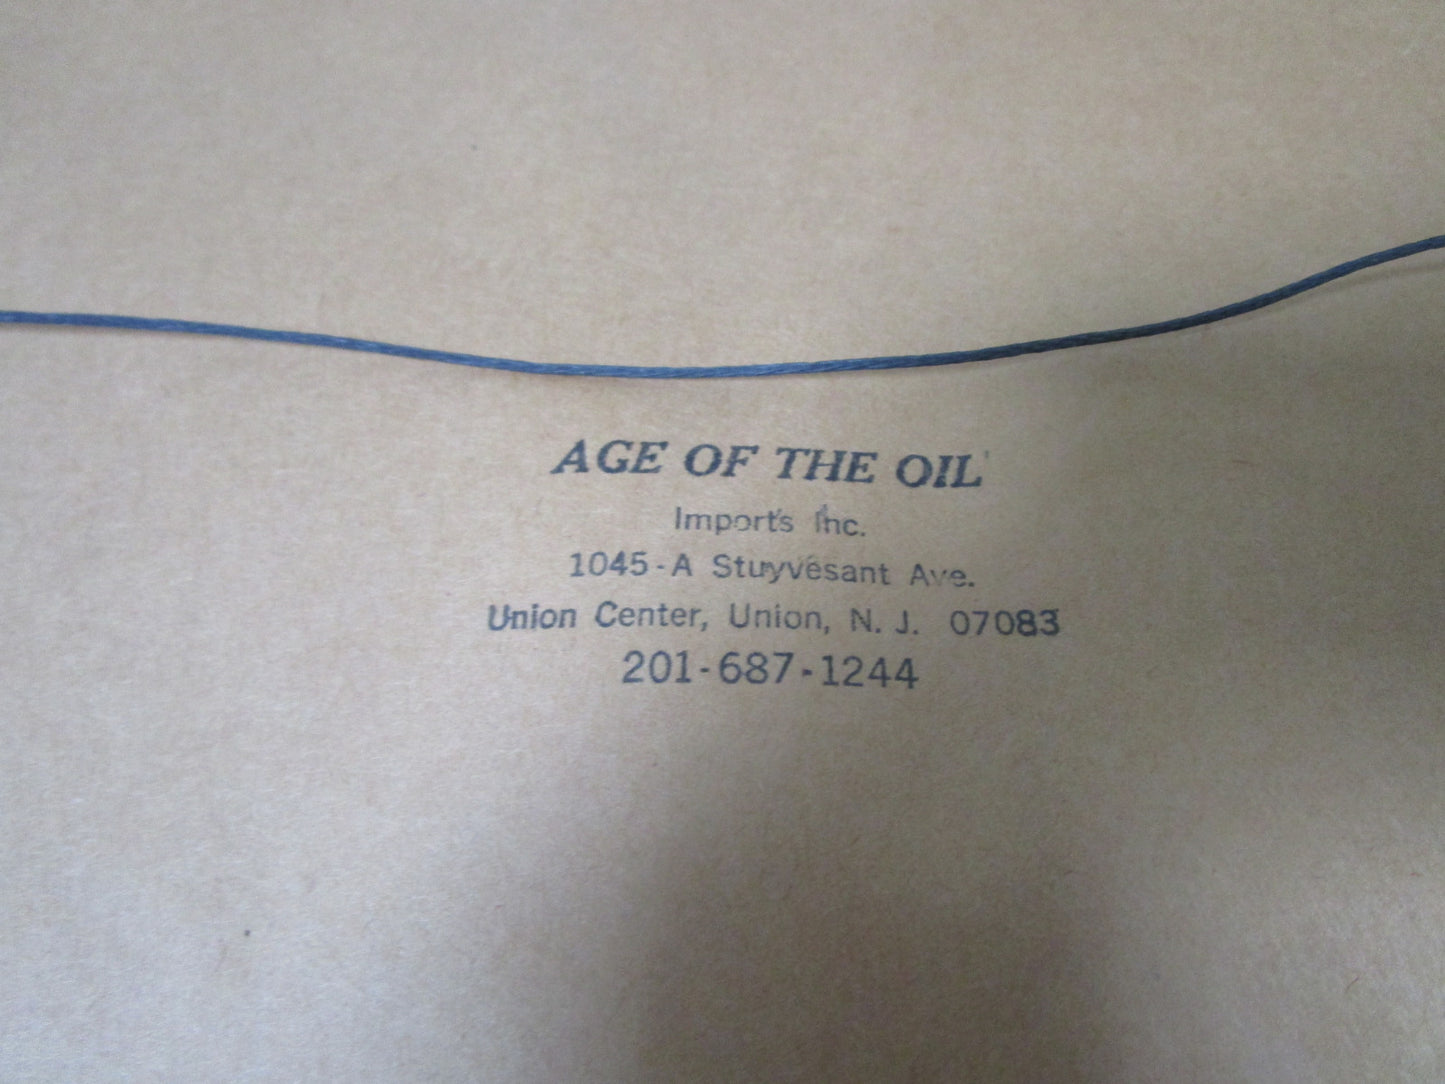 AGE OF THE OIL
Imports Inc.
1045-A Stuyvesant Ave.
Union Center, Union, N. J. 07083
201-687-1244